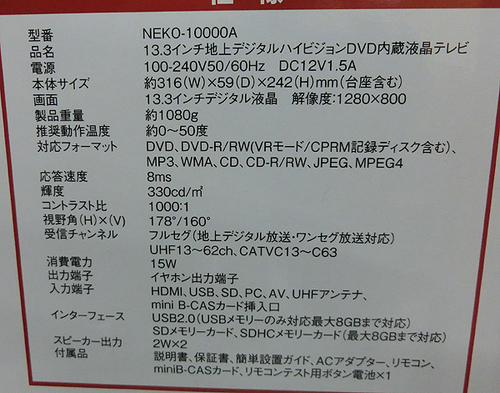 仕様
型番 NEKO-10000A
品名 13.3インチ地上デジタルハイビジョンDVD内蔵液晶テレビ
電源 100-240V50/60Hz DC12V1.5A
本体サイズ 約316(W)×59(D)×242(H)mm(台座含む)
画面 13.3インチデジタル液晶 解像度:1280×800
製品重量 約1080g
推奨動作温度 約0～50度
対応フォーマット DVD、DVD-R/RW(VRモード/CPRM記録ディスク含む)、
MP3、WMA、CD、CD-R/RW、JPEG、MPEG4
応答速度 8ms
輝度 330cd/㎡
コントラスト比 1000:1
視野角(H)×(V) 178°/160°
受信チャンネル フルセグ(地上デジタル放送・ワンセグ放送対応)
UHF13～62ch、CATVC13～C63
消費電力 15W
出力端子 イヤホン出力端子
入力端子 HDMI、USB、SD、PC、AV、UHFアンテナ、
mini B-CASカード挿入口
インターフェース USB2.0(USBメモリーのみ対応最大8GBまで対応)
SDメモリーカード、SDHCメモリーカード(最大8GBまで対応)
スピーカー出力 2W×2
付属品 説明書、保証書、簡単設置ガイド、ACアダプター、リモコン、
miniB-CASカード、リモコンテスト用ボタン電池×1